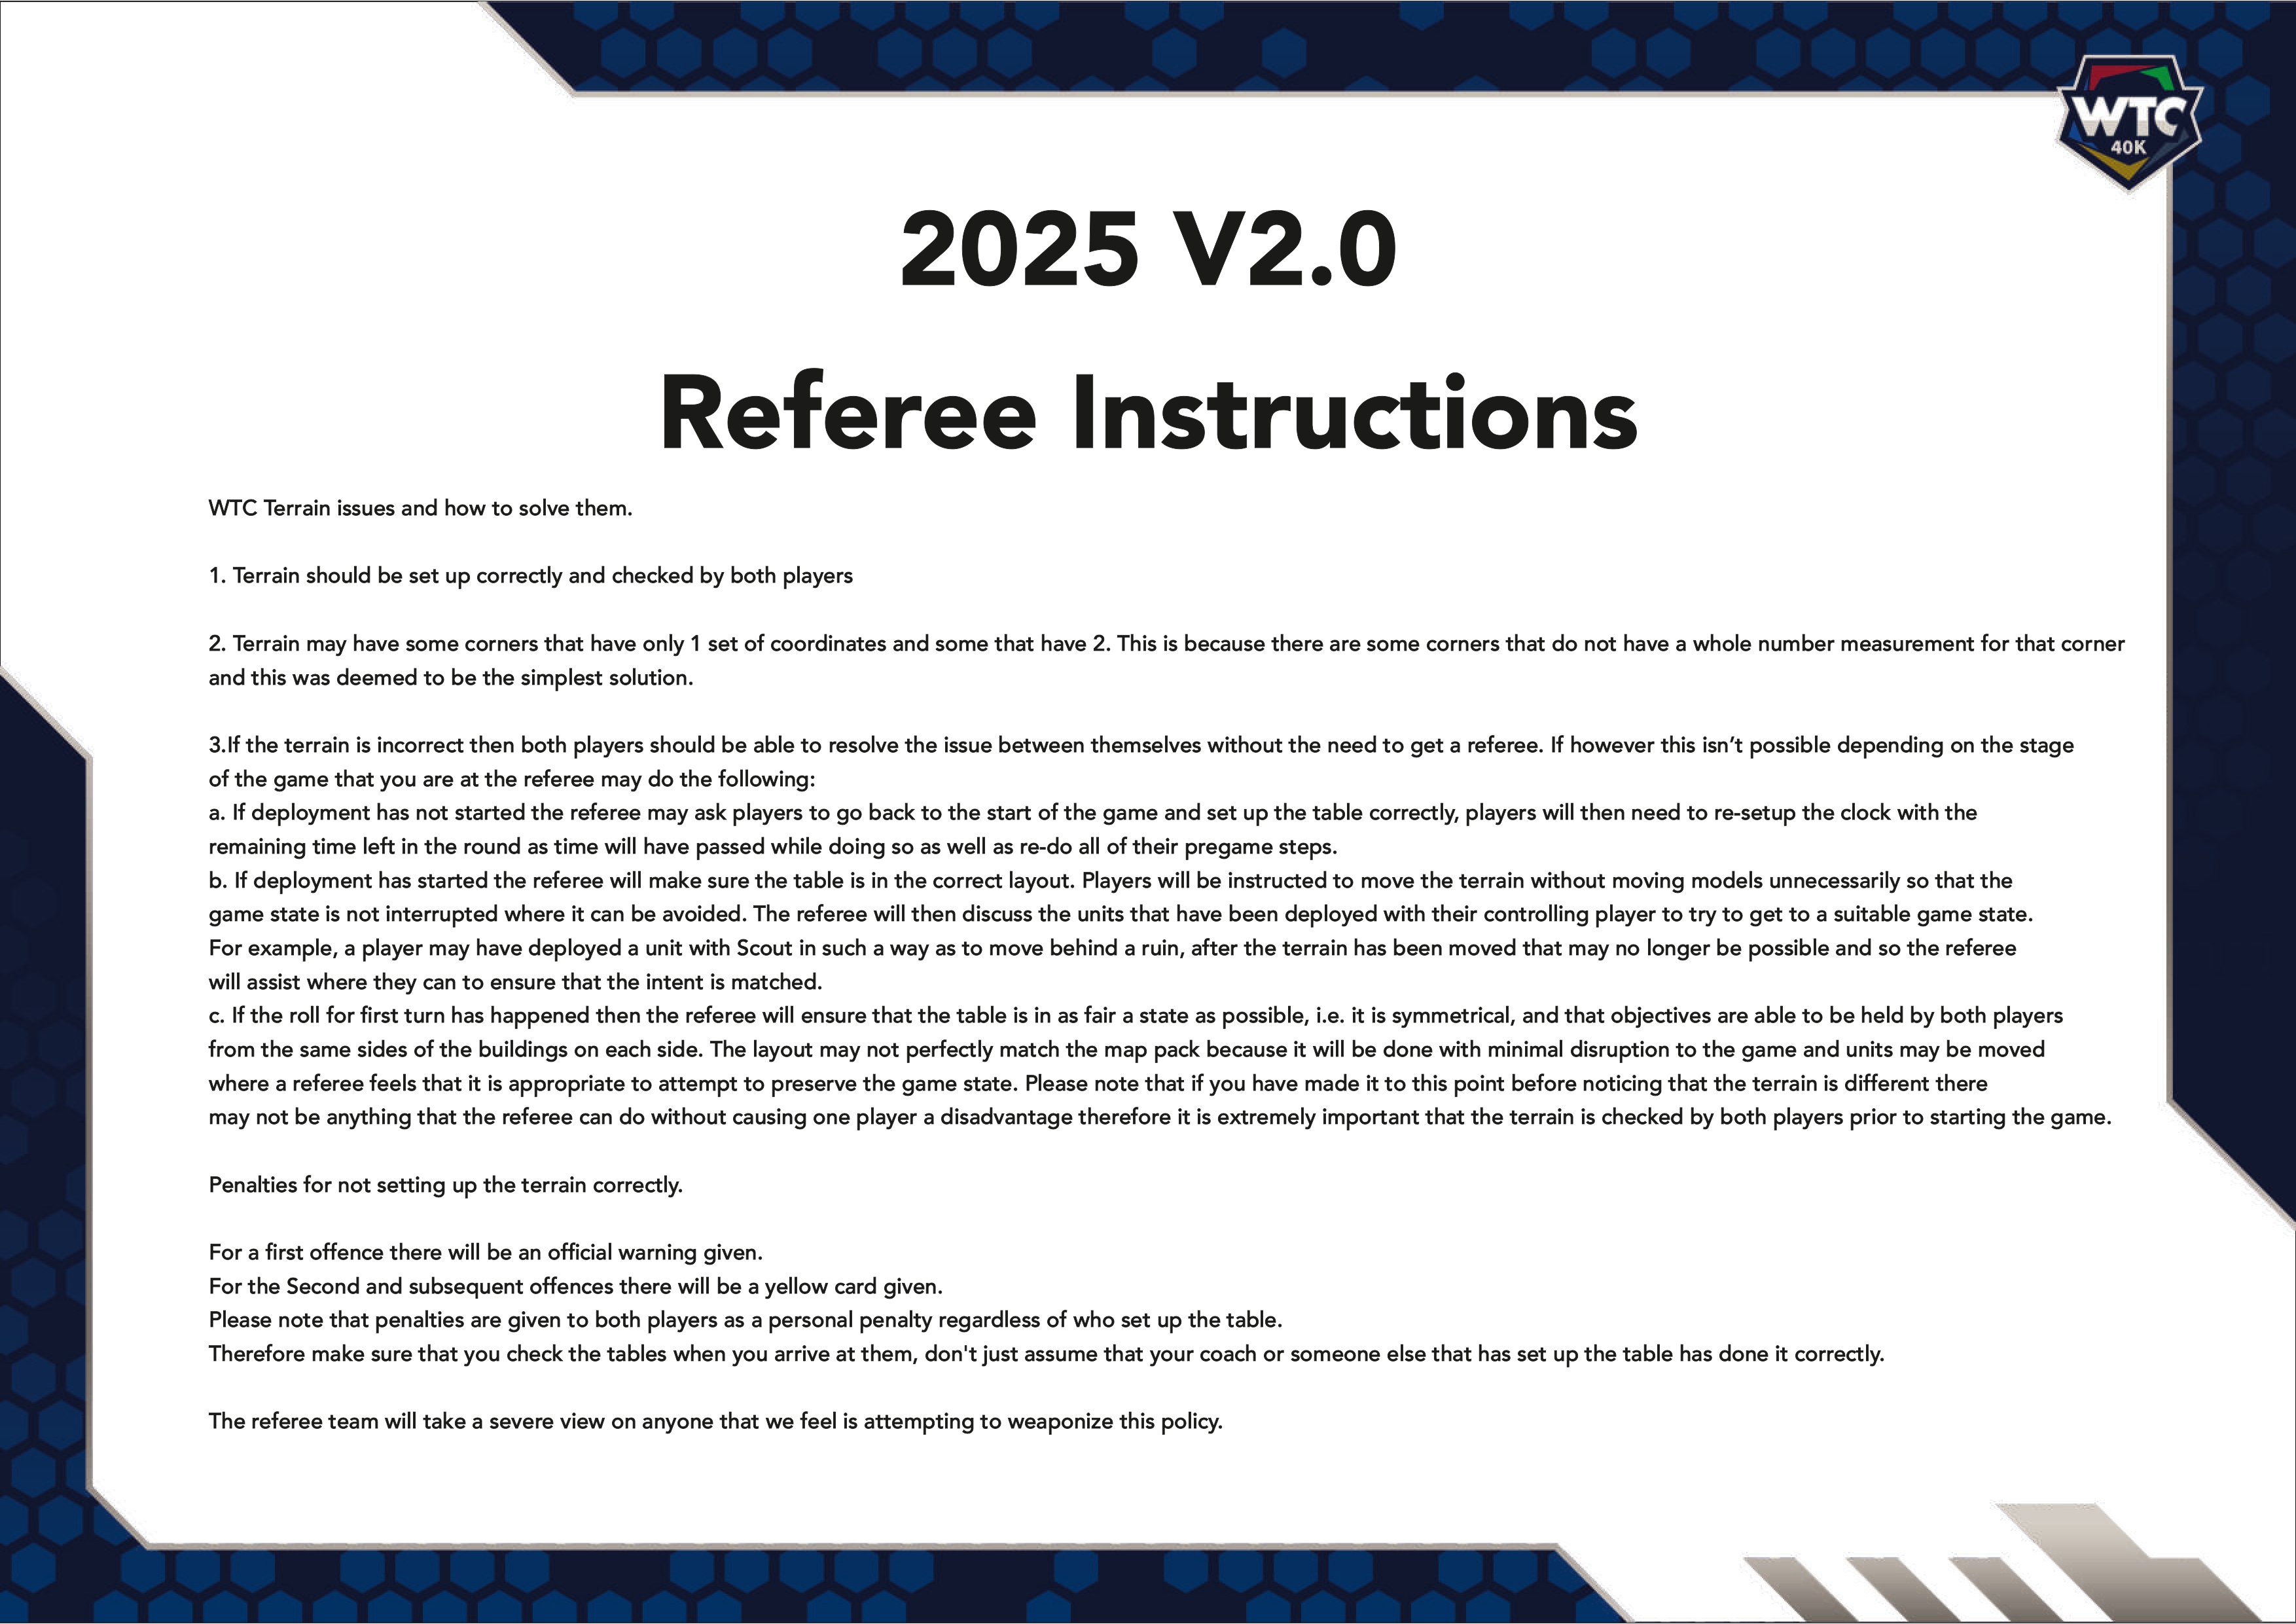 WTC
40K
2025 V2.0
Referee Instructions
WTC Terrain issues and how to solve them.
1. Terrain should be set up correctly and checked by both players
2. Terrain may have some corners that have only 1 set of coordinates and some that have 2. This is because there are some corners that do not have a whole number measurement for that corner
and this was deemed to be the simplest solution.
3.If the terrain is incorrect then both players should be able to resolve the issue between themselves without the need to get a referee. If however this isn’t possible depending on the stage
of the game that you are at the referee may do the following:
a. If deployment has not started the referee may ask players to go back to the start of the game and set up the table correctly, players will then need to re-setup the clock with the
remaining time left in the round as time will have passed while doing so as well as re-do all of their pregame steps.
b. If deployment has started the referee will make sure the table is in the correct layout. Players will be instructed to move the terrain without moving models unnecessarily so that the
game state is not interrupted where it can be avoided. The referee will then discuss the units that have been deployed with their controlling player to try to get to a suitable game state.
For example, a player may have deployed a unit with Scout in such a way as to move behind a ruin, after the terrain has been moved that may no longer be possible and so the referee
will assist where they can to ensure that the intent is matched.
c. If the roll for first turn has happened then the referee will ensure that the table is in as fair a state as possible, i.e. it is symmetrical, and that objectives are able to be held by both players
from the same sides of the buildings on each side. The layout may not perfectly match the map pack because it will be done with minimal disruption to the game and units may be moved
where a referee feels that it is appropriate to attempt to preserve the game state. Please note that if you have made it to this point before noticing that the terrain is different there
may not be anything that the referee can do without causing one player a disadvantage therefore it is extremely important that the terrain is checked by both players prior to starting the game.
Penalties for not setting up the terrain correctly.
For a first offence there will be an official warning given.
For the Second and subsequent offences there will be a yellow card given.
Please note that penalties are given to both players as a personal penalty regardless of who set up the table.
Therefore make sure that you check the tables when you arrive at them, don't just assume that your coach or someone else that has set up the table has done it correctly.
The referee team will take a severe view on anyone that we feel is attempting to weaponize this policy.